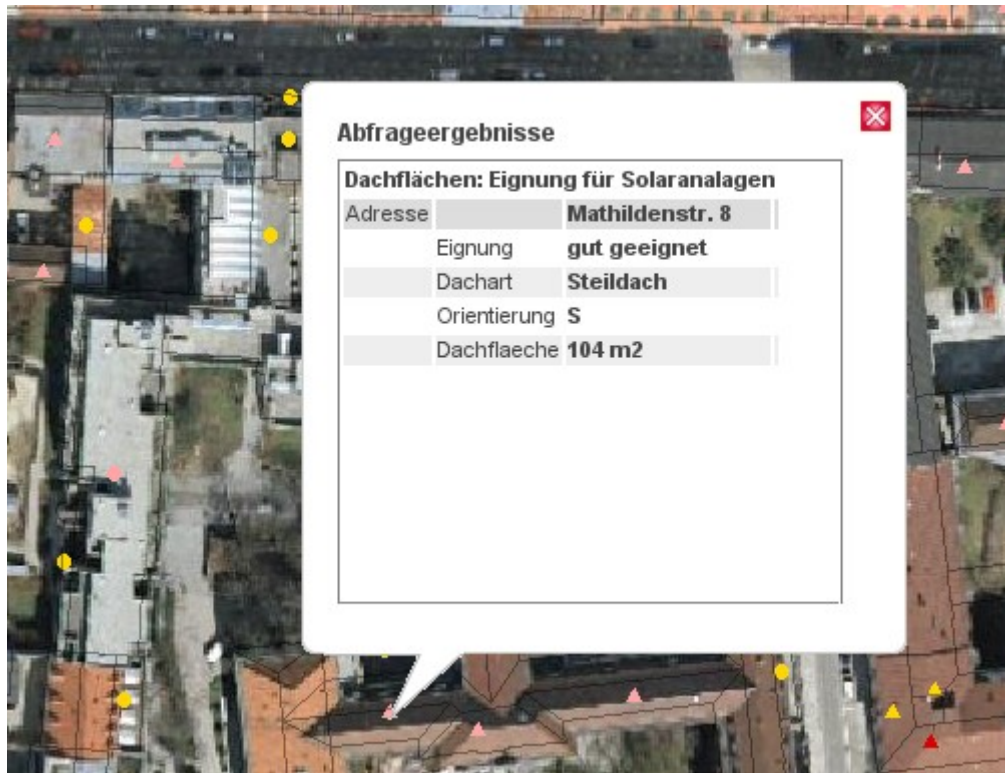 Abfrageergebnisse
Dachflächen: Eignung für Solaranalagen
Adresse Mathildenstr. 8
Eignung gut geeignet
Dachart Steildach
Orientierung S
Dachflaeche 104 m2